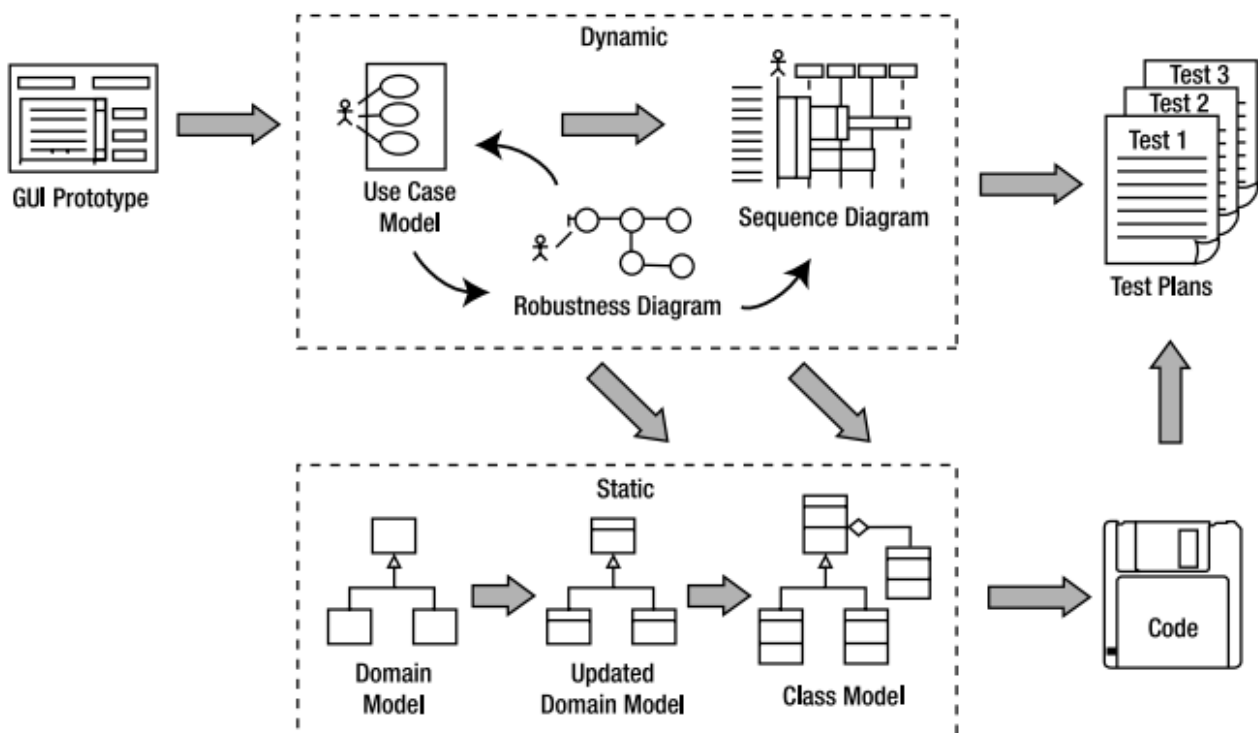 Dynamic
GUI Prototype
Use Case
Model
Robustness Diagram
Sequence Diagram
Test 3
Test 2
Test 1
Test Plans
Static
Domain
Model
Updated
Domain Model
Class Model
Code